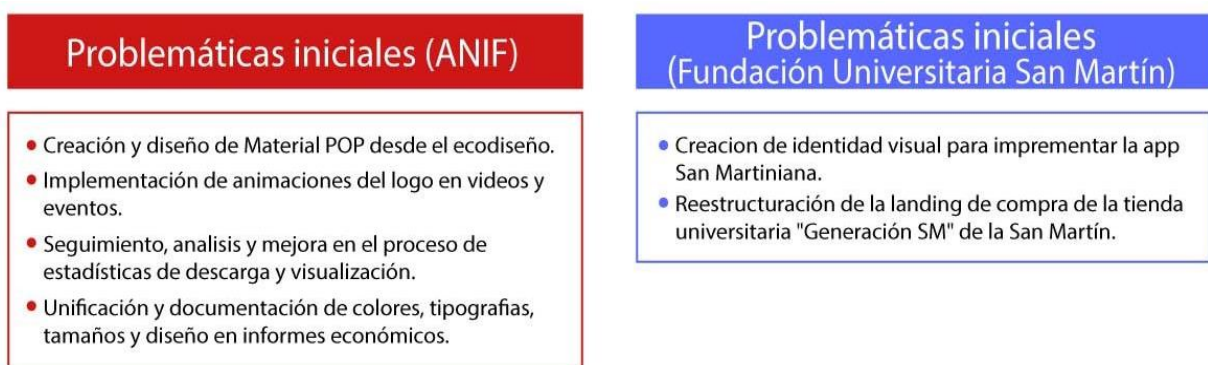 Problemáticas iniciales (ANIF)
• Creación y diseño de Material POP desde el ecodiseño.
• Implementación de animaciones del logo en videos y
eventos.
• Seguimiento, analisis y mejora en el proceso de
estadísticas de descarga y visualización.
• Unificación y documentación de colores, tipografias,
tamaños y diseño en informes económicos.
Problemáticas iniciales
(Fundación Universitaria San Martín)
• Creacion de identidad visual para imprementar la app
San Martiniana.
• Reestructuración de la landing de compra de la tienda
universitaria "Generación SM" de la San Martín.